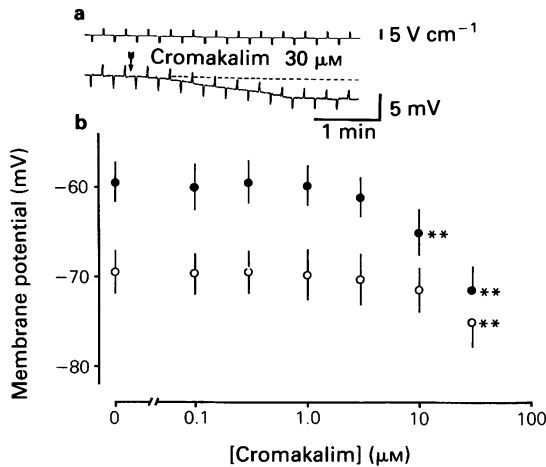 a
5 V cm⁻¹
Cromakalim 30 μM
5 mV
1 min
b
Membrane potential (mV)
−60
−70
−80
**
**
**
0
0.1
1.0
10
100
[Cromakalim] (μM)